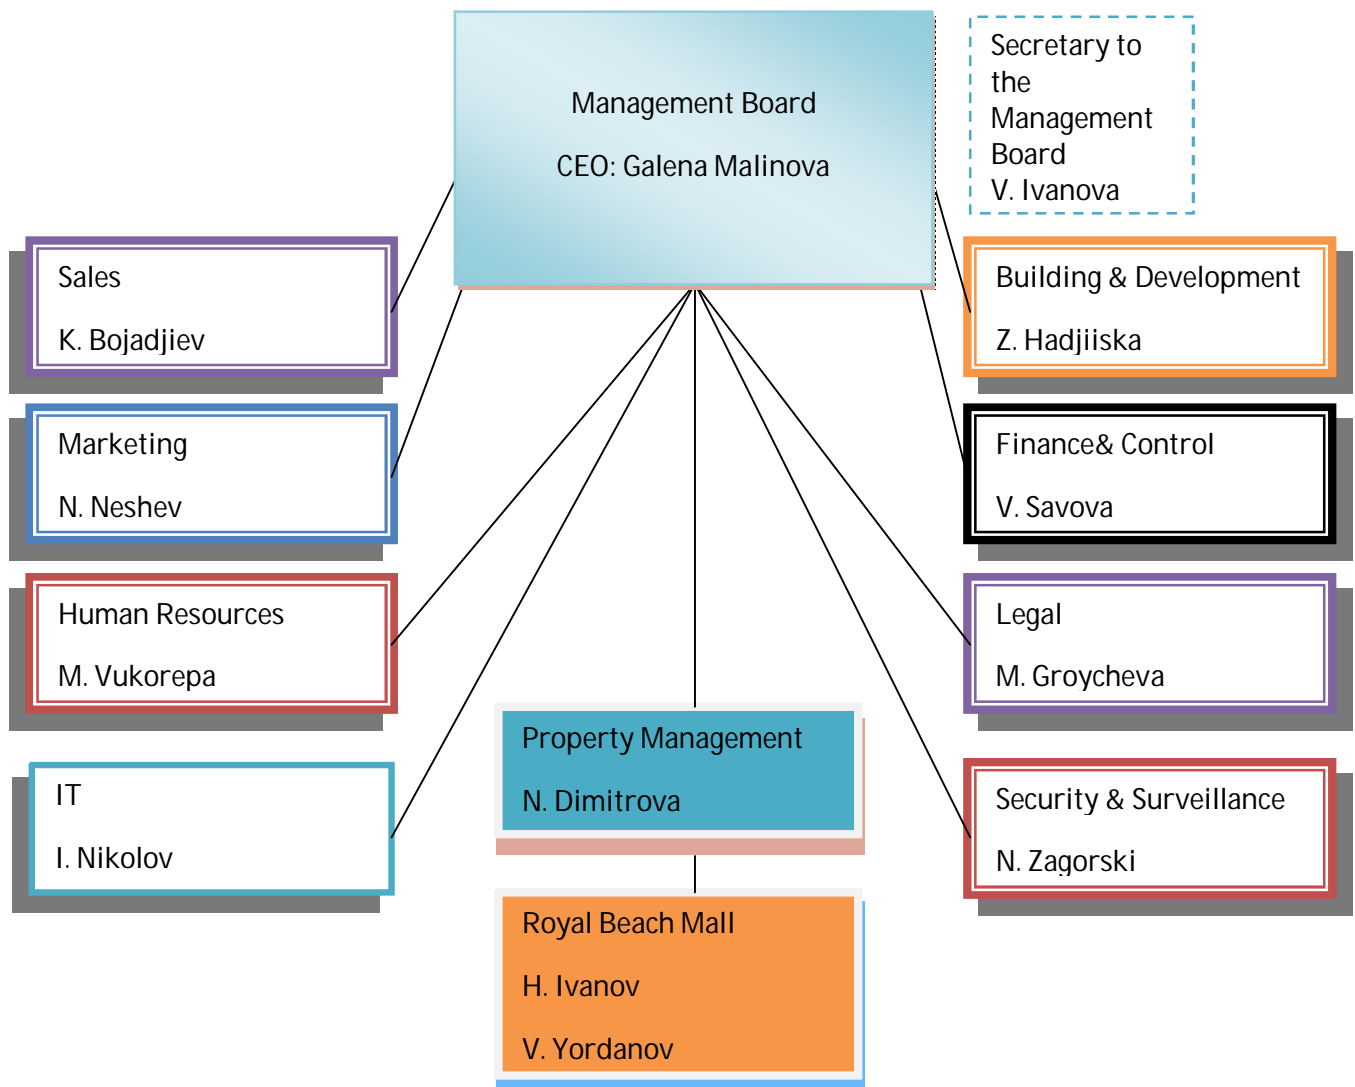 Management Board
CEO: Galena Malinova
Secretary to
the
Management
Board
V. Ivanova
Sales
K. Bojadjiev
Building & Development
Z. Hadjiiska
Marketing
N. Neshev
Finance& Control
V. Savova
Human Resources
M. Vukorepa
Legal
M. Groycheva
Property Management
N. Dimitrova
IT
I. Nikolov
Security & Surveillance
N. Zagorski
Royal Beach Mall
H. Ivanov
V. Yordanov